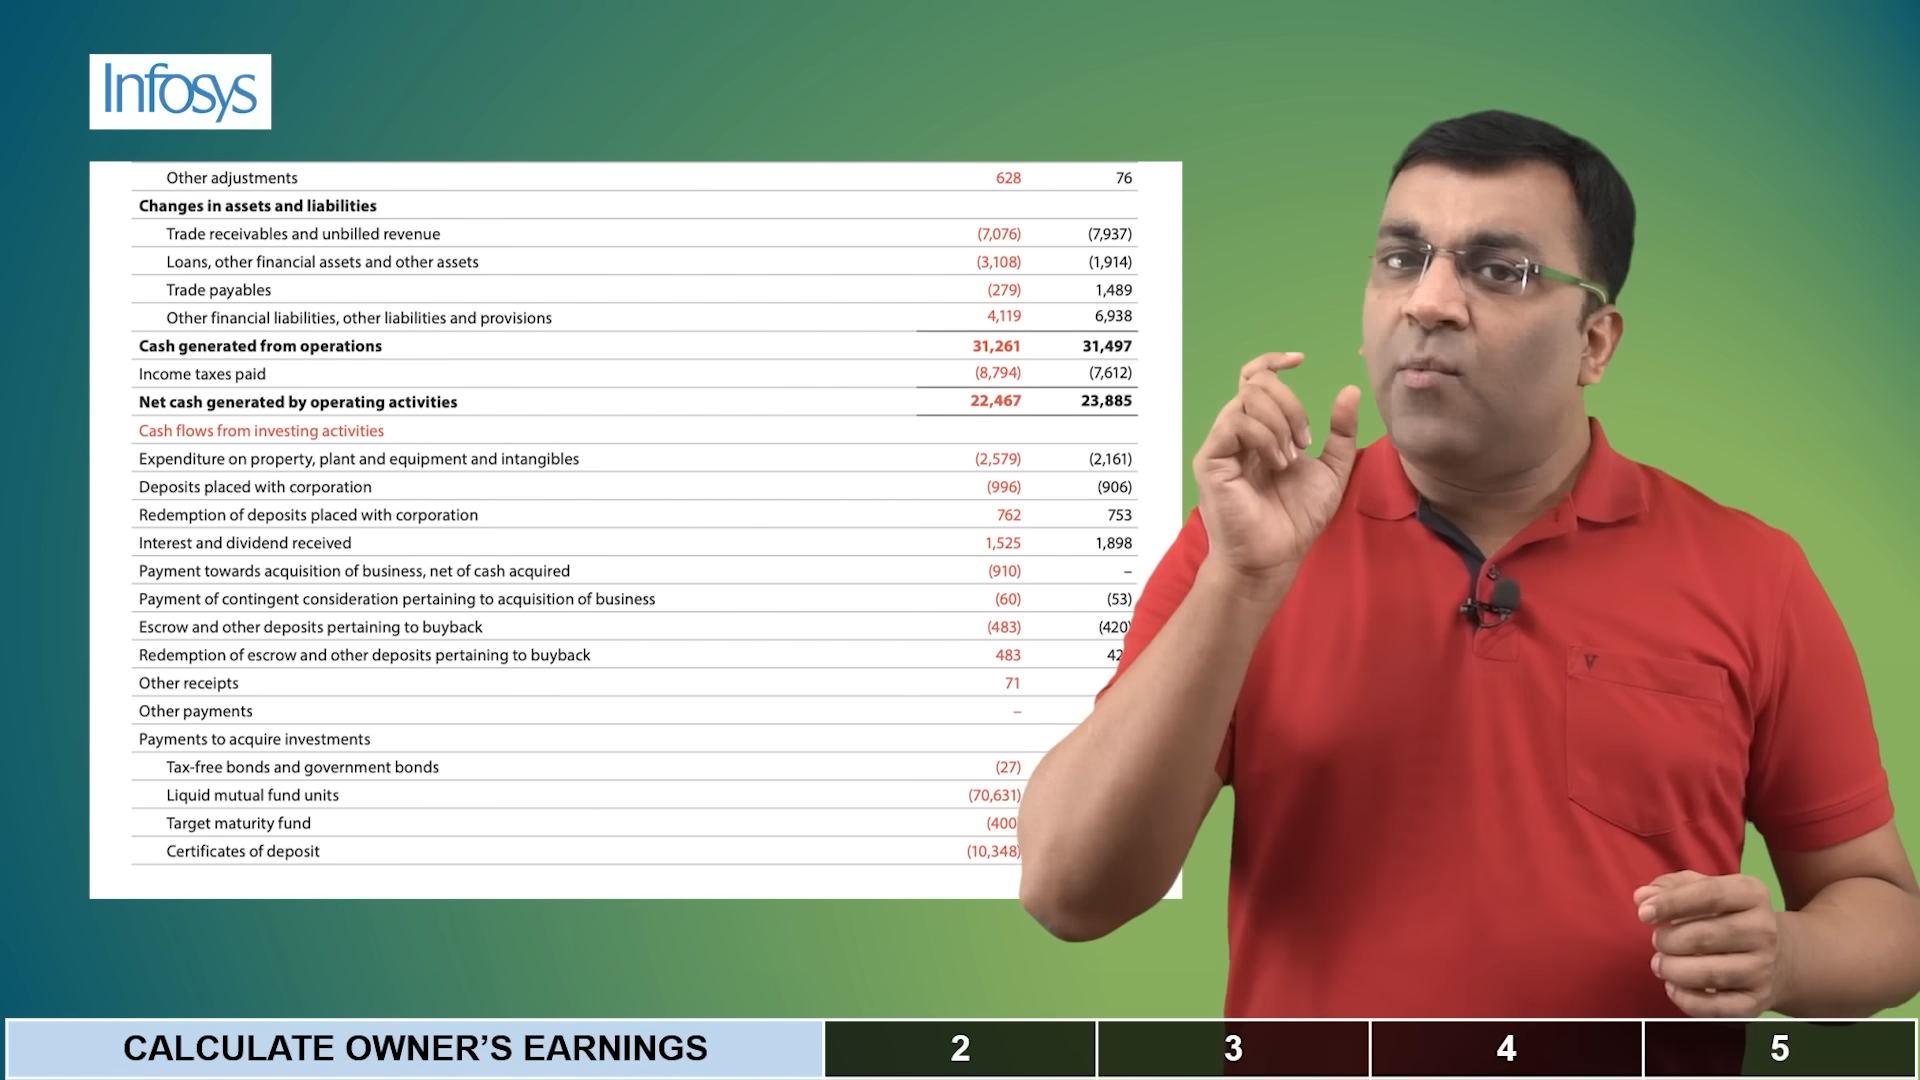 Infosys
Other adjustments 628 76
Changes in assets and liabilities
Trade receivables and unbilled revenue (7,076) (7,937)
Loans, other financial assets and other assets (3,108) (1,914)
Trade payables (279) 1,489
Other financial liabilities, other liabilities and provisions 4,119 6,938
Cash generated from operations 31,261 31,497
Income taxes paid (8,794) (7,612)
Net cash generated by operating activities 22,467 23,885
Cash flows from investing activities
Expenditure on property, plant and equipment and intangibles (2,579) (2,161)
Deposits placed with corporation (996) (906)
Redemption of deposits placed with corporation 762 753
Interest and dividend received 1,525 1,898
Payment towards acquisition of business, net of cash acquired (910) –
Payment of contingent consideration pertaining to acquisition of business (60) (53)
Escrow and other deposits pertaining to buyback (483) (420)
Redemption of escrow and other deposits pertaining to buyback 483
Other receipts 71
Other payments –
Payments to acquire investments
Tax-free bonds and government bonds (27)
Liquid mutual fund units (70,631)
Target maturity fund (400)
Certificates of deposit (10,348)
CALCULATE OWNER'S EARNINGS 2 3 4 5